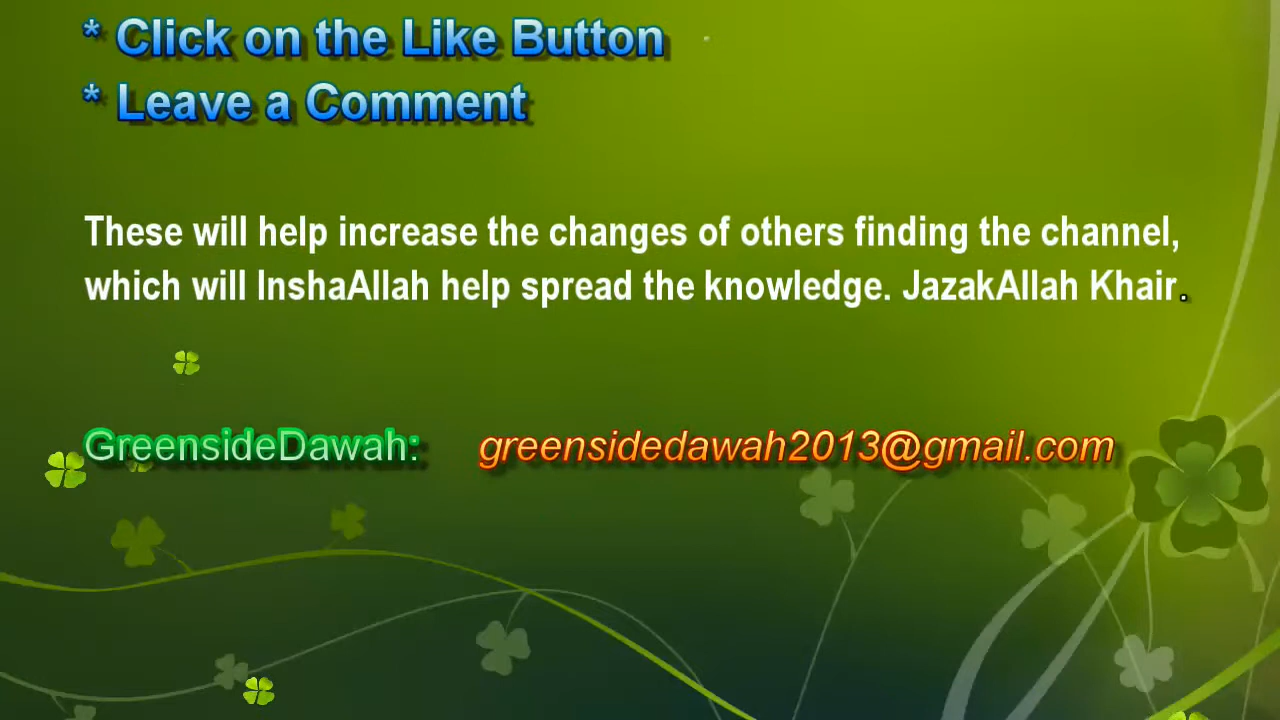 * Click on the Like Button
* Leave a Comment
These will help increase the changes of others finding the channel,
which will InshaAllah help spread the knowledge. JazakAllah Khair.
GreensideDawah: greensidedawah2013@gmail.com